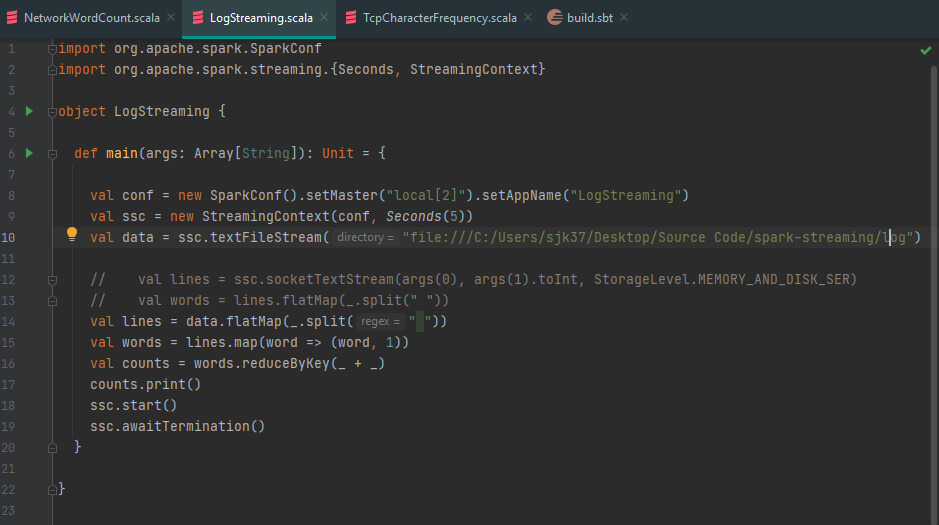 NetworkWordCount.scala × LogStreaming.scala × TcpCharacterFrequency.scala × build.sbt ×
1 import org.apache.spark.SparkConf
2 import org.apache.spark.streaming.{Seconds, StreamingContext}
3
4 object LogStreaming {
5
6 def main(args: Array[String]): Unit = {
7
8 val conf = new SparkConf().setMaster("local[2]").setAppName("LogStreaming")
9 val ssc = new StreamingContext(conf, Seconds(5))
10 val data = ssc.textFileStream( directory = "file:///C:/Users/sjk37/Desktop/Source Code/spark-streaming/log")
11
12 // val lines = ssc.socketTextStream(args(0), args(1).toInt, StorageLevel.MEMORY_AND_DISK_SER)
13 // val words = lines.flatMap(_.split(" "))
14 val lines = data.flatMap(_.split( regex = " "))
15 val words = lines.map(word => (word, 1))
16 val counts = words.reduceByKey(_ + _)
17 counts.print()
18 ssc.start()
19 ssc.awaitTermination()
20 }
21
22 }
23